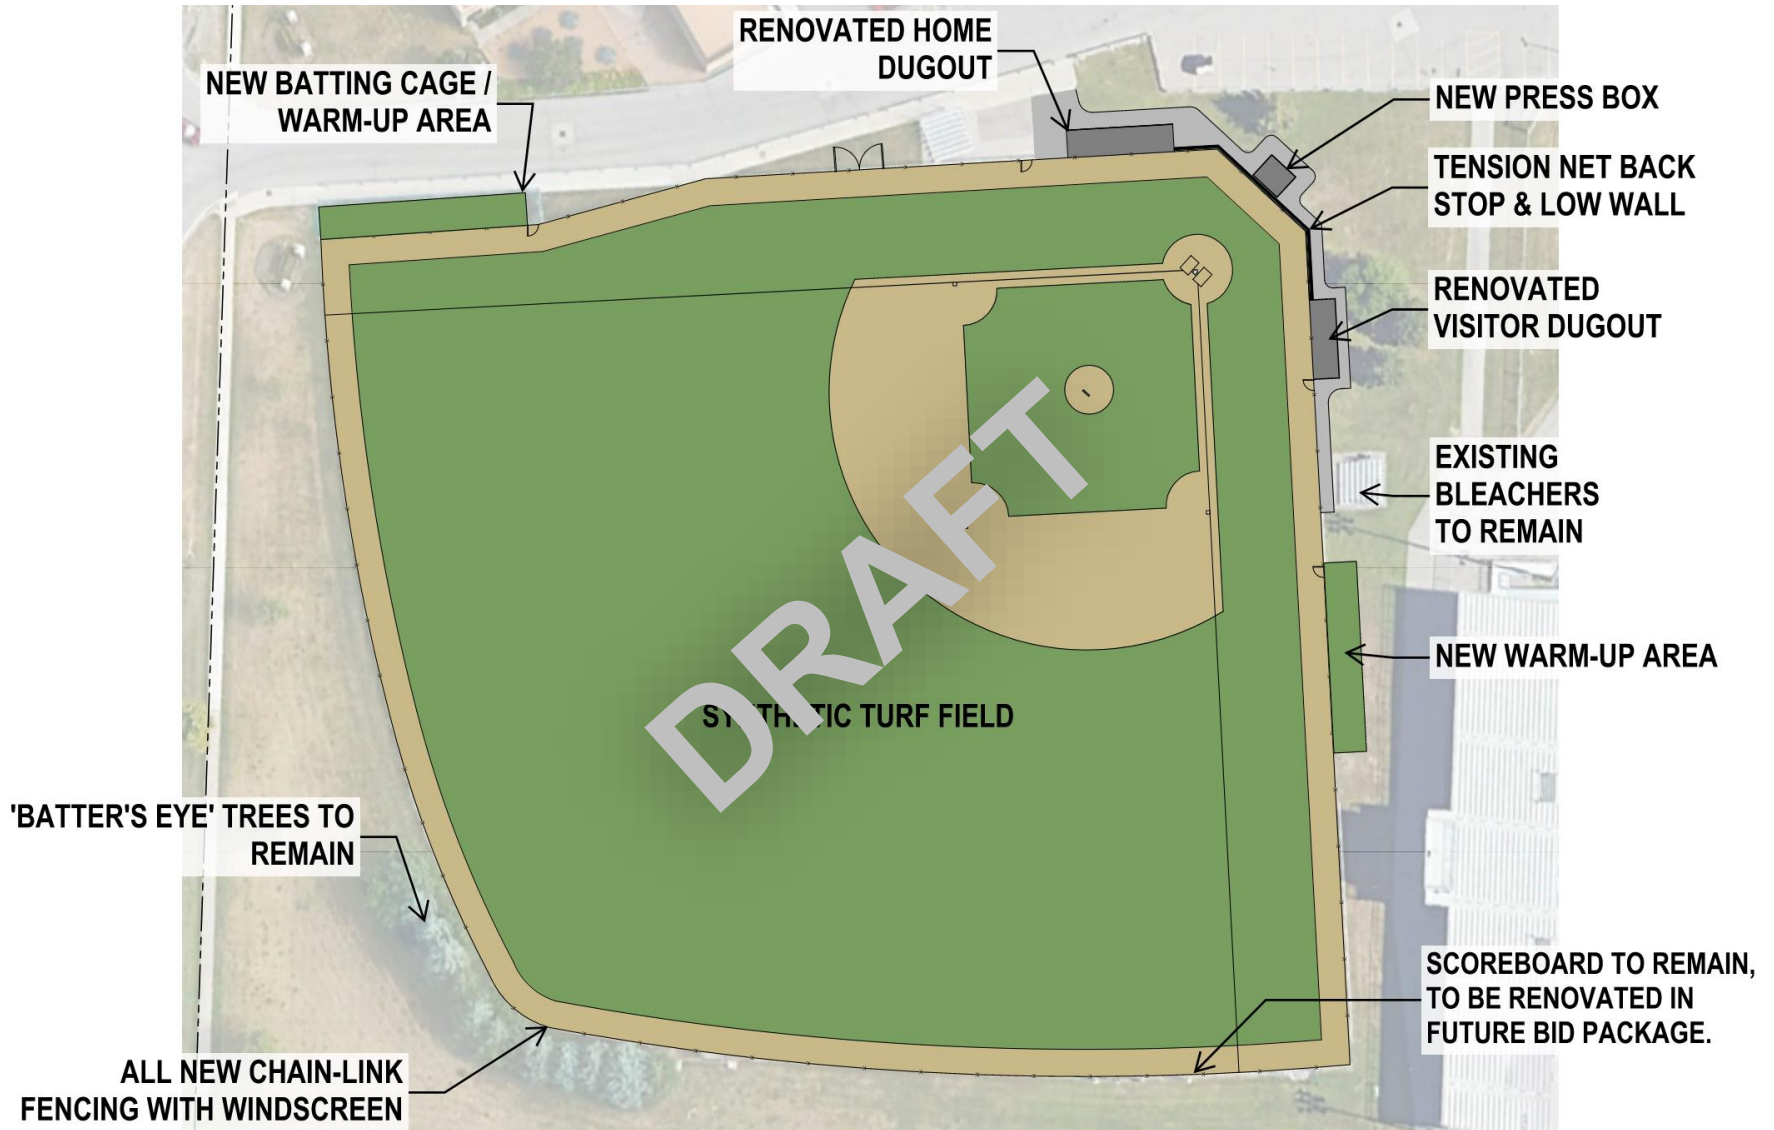 RENOVATED HOME
DUGOUT
NEW BATTING CAGE /
WARM-UP AREA
NEW PRESS BOX
TENSION NET BACK
STOP & LOW WALL
RENOVATED
VISITOR DUGOUT
EXISTING
BLEACHERS
TO REMAIN
NEW WARM-UP AREA
DRAFT
SYNTHETIC TURF FIELD
'BATTER'S EYE' TREES TO
REMAIN
SCOREBOARD TO REMAIN,
TO BE RENOVATED IN
FUTURE BID PACKAGE.
ALL NEW CHAIN-LINK
FENCING WITH WINDSCREEN